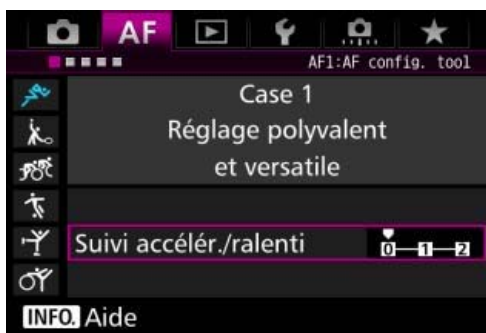 AF
AF1:AF config. tool
Case 1
Réglage polyvalent
et versatile
Suivi accélér./ralenti
0 1 2
INFO. Aide